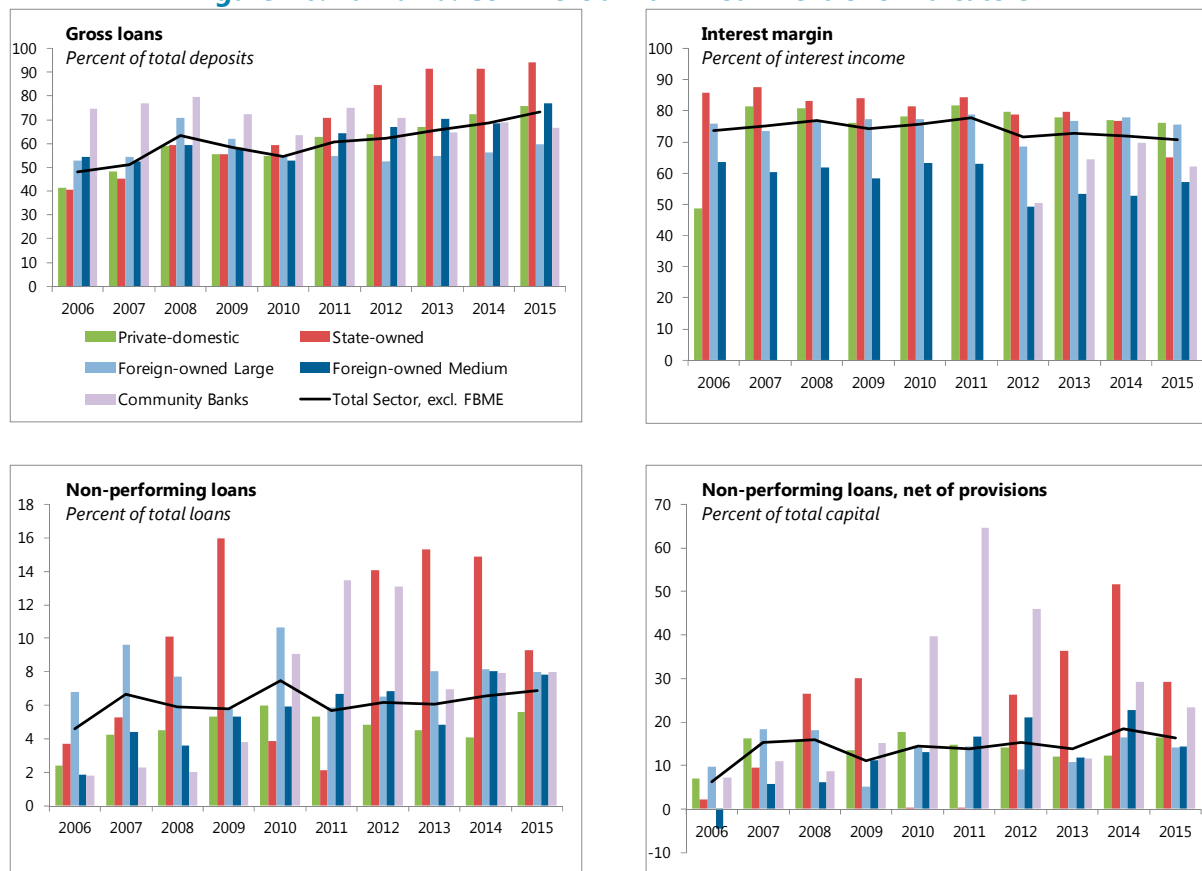 Gross loans
Percent of total deposits
100
90
80
70
60
50
40
30
20
10
0
2006 2007 2008 2009 2010 2011 2012 2013 2014 2015
Private-domestic State-owned
Foreign-owned Large Foreign-owned Medium
Community Banks Total Sector, excl. FBME
Interest margin
Percent of interest income
100
90
80
70
60
50
40
30
20
10
0
2006 2007 2008 2009 2010 2011 2012 2013 2014 2015
Non-performing loans
Percent of total loans
18
16
14
12
10
8
6
4
2
0
2006 2007 2008 2009 2010 2011 2012 2013 2014 2015
Non-performing loans, net of provisions
Percent of total capital
70
60
50
40
30
20
10
0
-10
2006 2007 2008 2009 2010 2011 2012 2013 2014 2015